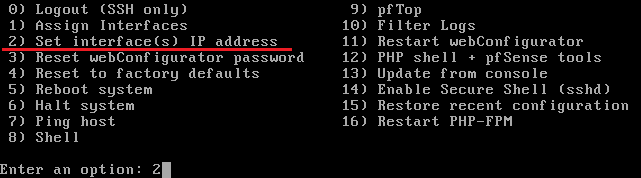 0) Logout (SSH only)                  9) pfTop
1) Assign Interfaces                 10) Filter Logs
2) Set interface(s) IP address       11) Restart webConfigurator
3) Reset webConfigurator password    12) PHP shell + pfSense tools
4) Reset to factory defaults         13) Update from console
5) Reboot system                     14) Enable Secure Shell (sshd)
6) Halt system                       15) Restore recent configuration
7) Ping host                         16) Restart PHP-FPM
8) Shell
Enter an option: 2